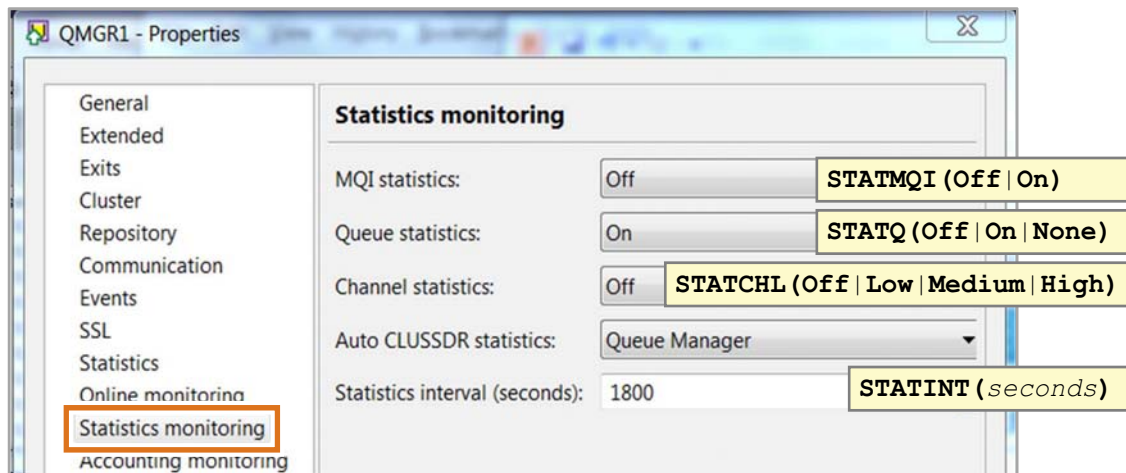 QMGR1 - Properties
General
Extended
Exits
Cluster
Repository
Communication
Events
SSL
Statistics
Online monitoring
Statistics monitoring
Accounting monitoring
Statistics monitoring
MQI statistics: Off STATMQI(Off|On)
Queue statistics: On STATQ(Off|On|None)
Channel statistics: Off STATCHL(Off|Low|Medium|High)
Auto CLUSSDR statistics: Queue Manager
Statistics interval (seconds): 1800 STATINT(seconds)